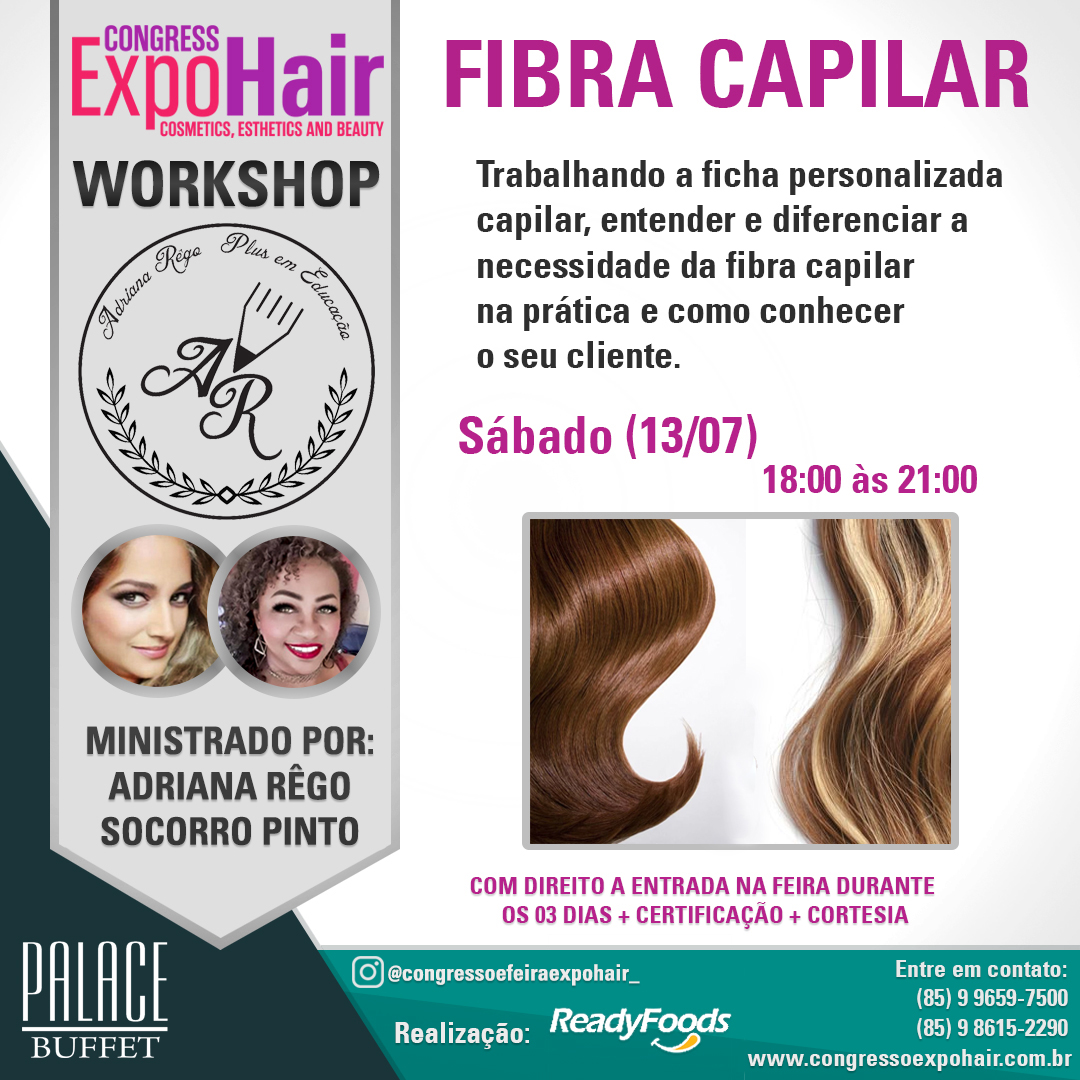 CONGRESS
ExpoHair
COSMETICS, ESTHETICS AND BEAUTY
WORKSHOP
Adriana Rêgo Plus em Educação
AR
MINISTRADO POR:
ADRIANA RÊGO
SOCORRO PINTO
FIBRA CAPILAR
Trabalhando a ficha personalizada
capilar, entender e diferenciar a
necessidade da fibra capilar
na prática e como conhecer
o seu cliente.
Sábado (13/07)
18:00 às 21:00
COM DIREITO A ENTRADA NA FEIRA DURANTE
OS 03 DIAS + CERTIFICAÇÃO + CORTESIA
PALACE
BUFFET
@congressoefeiraexpohair_
Realização: ReadyFoods
Entre em contato:
(85) 9 9659-7500
(85) 9 8615-2290
www.congressoexpohair.com.br